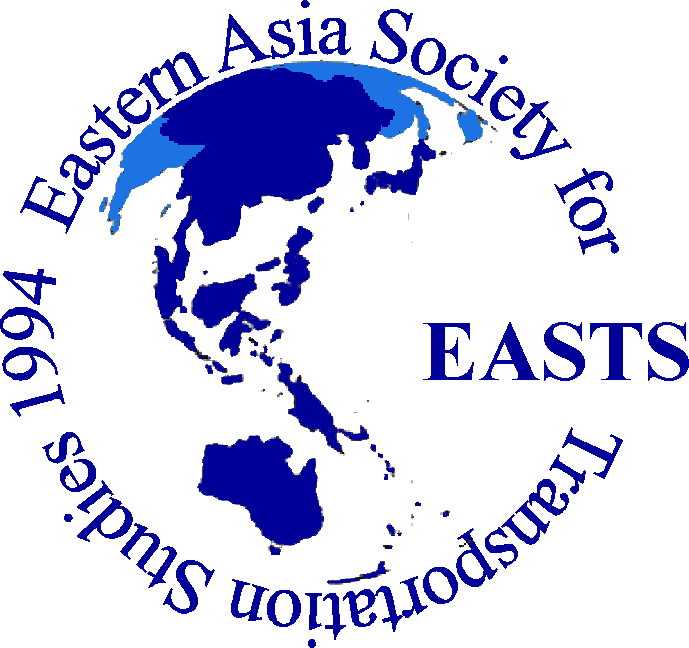 Eastern Asia Society for
Transportation Studies 1994
EASTS